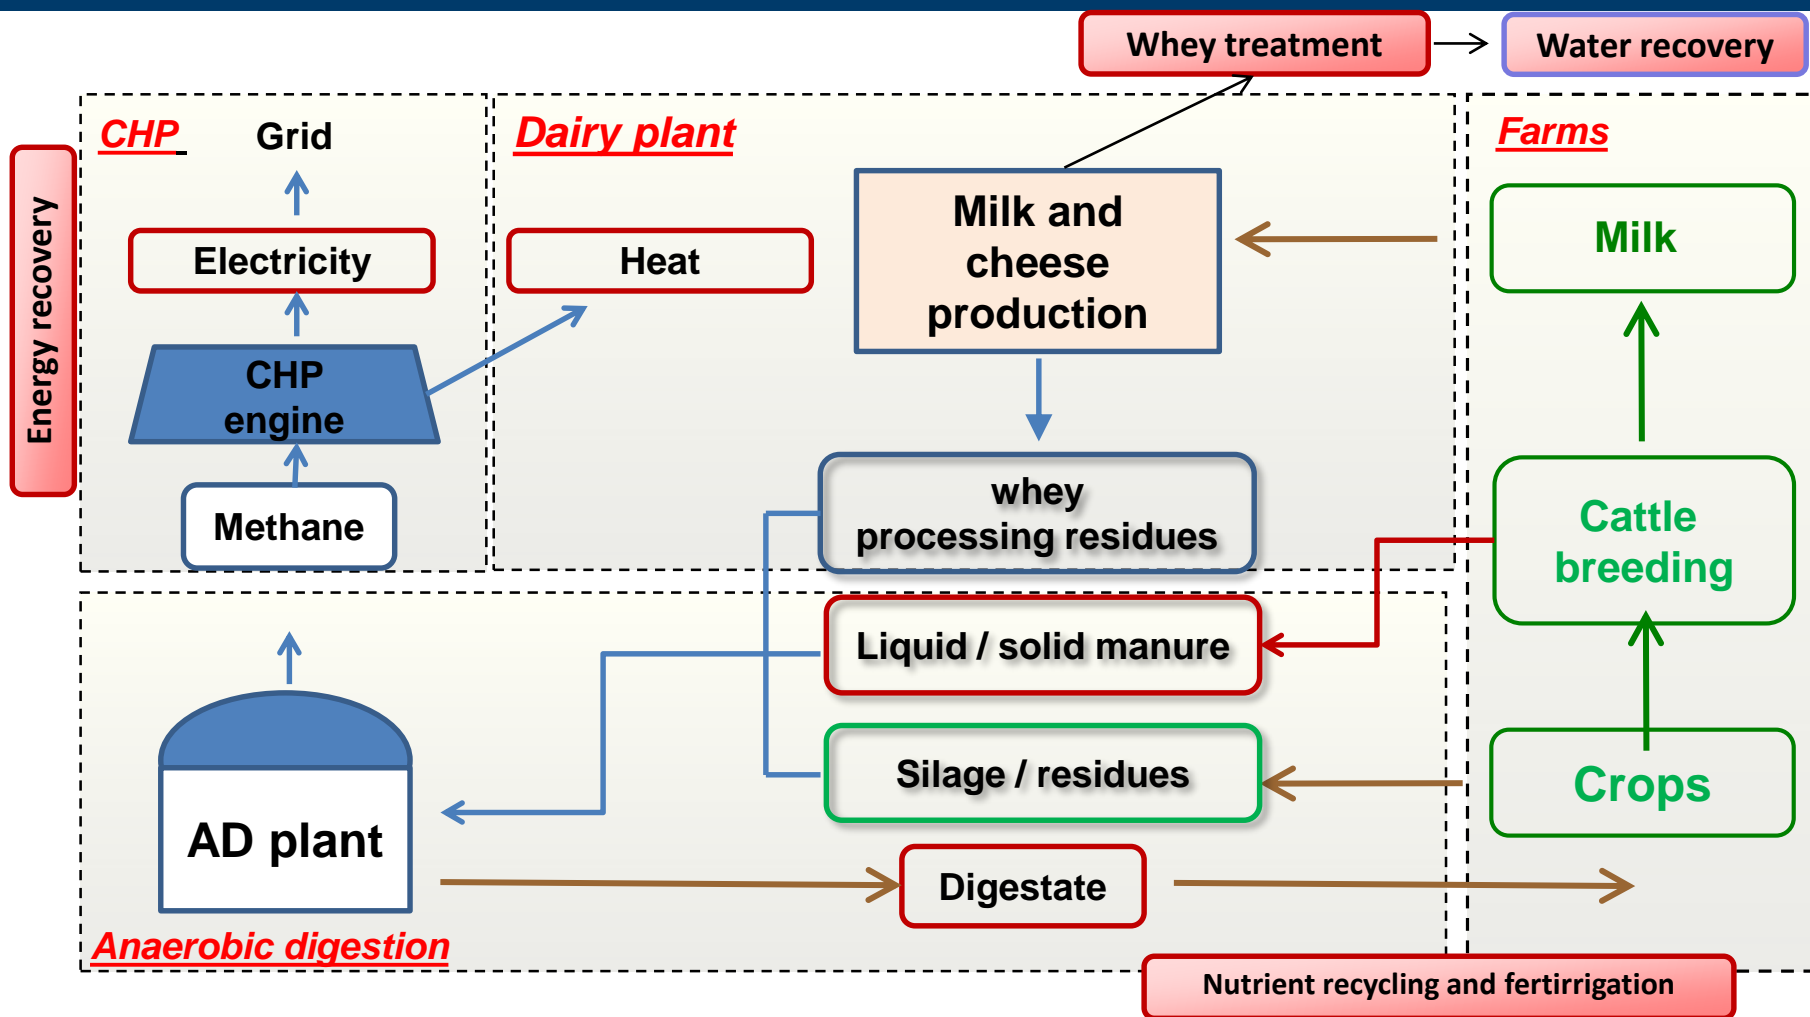 Whey treatment
Water recovery
CHP
Grid
Dairy plant
Farms
Energy recovery
Electricity
Heat
Milk and
cheese
production
Milk
CHP
engine
Methane
whey
processing residues
Cattle
breeding
Liquid / solid manure
Silage / residues
Crops
AD plant
Digestate
Anaerobic digestion
Nutrient recycling and fertirrigation